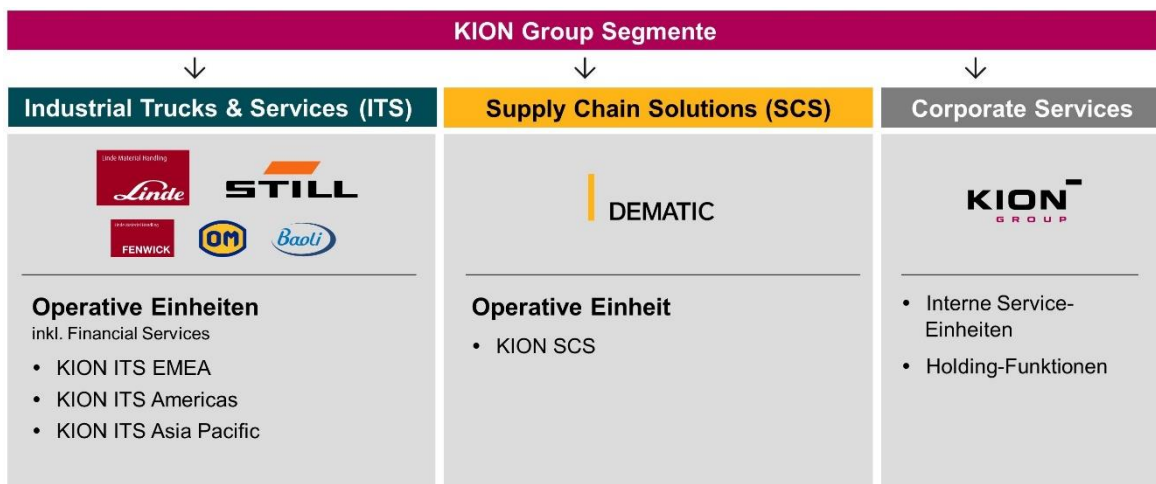 KION Group Segmente
Industrial Trucks & Services (ITS)
Linde Material Handling
Linde
STILL
FENWICK
OM
Baoli
Operative Einheiten
inkl. Financial Services
• KION ITS EMEA
• KION ITS Americas
• KION ITS Asia Pacific
Supply Chain Solutions (SCS)
DEMATIC
Operative Einheit
• KION SCS
Corporate Services
KION
GROUP
• Interne Service-
Einheiten
• Holding-Funktionen